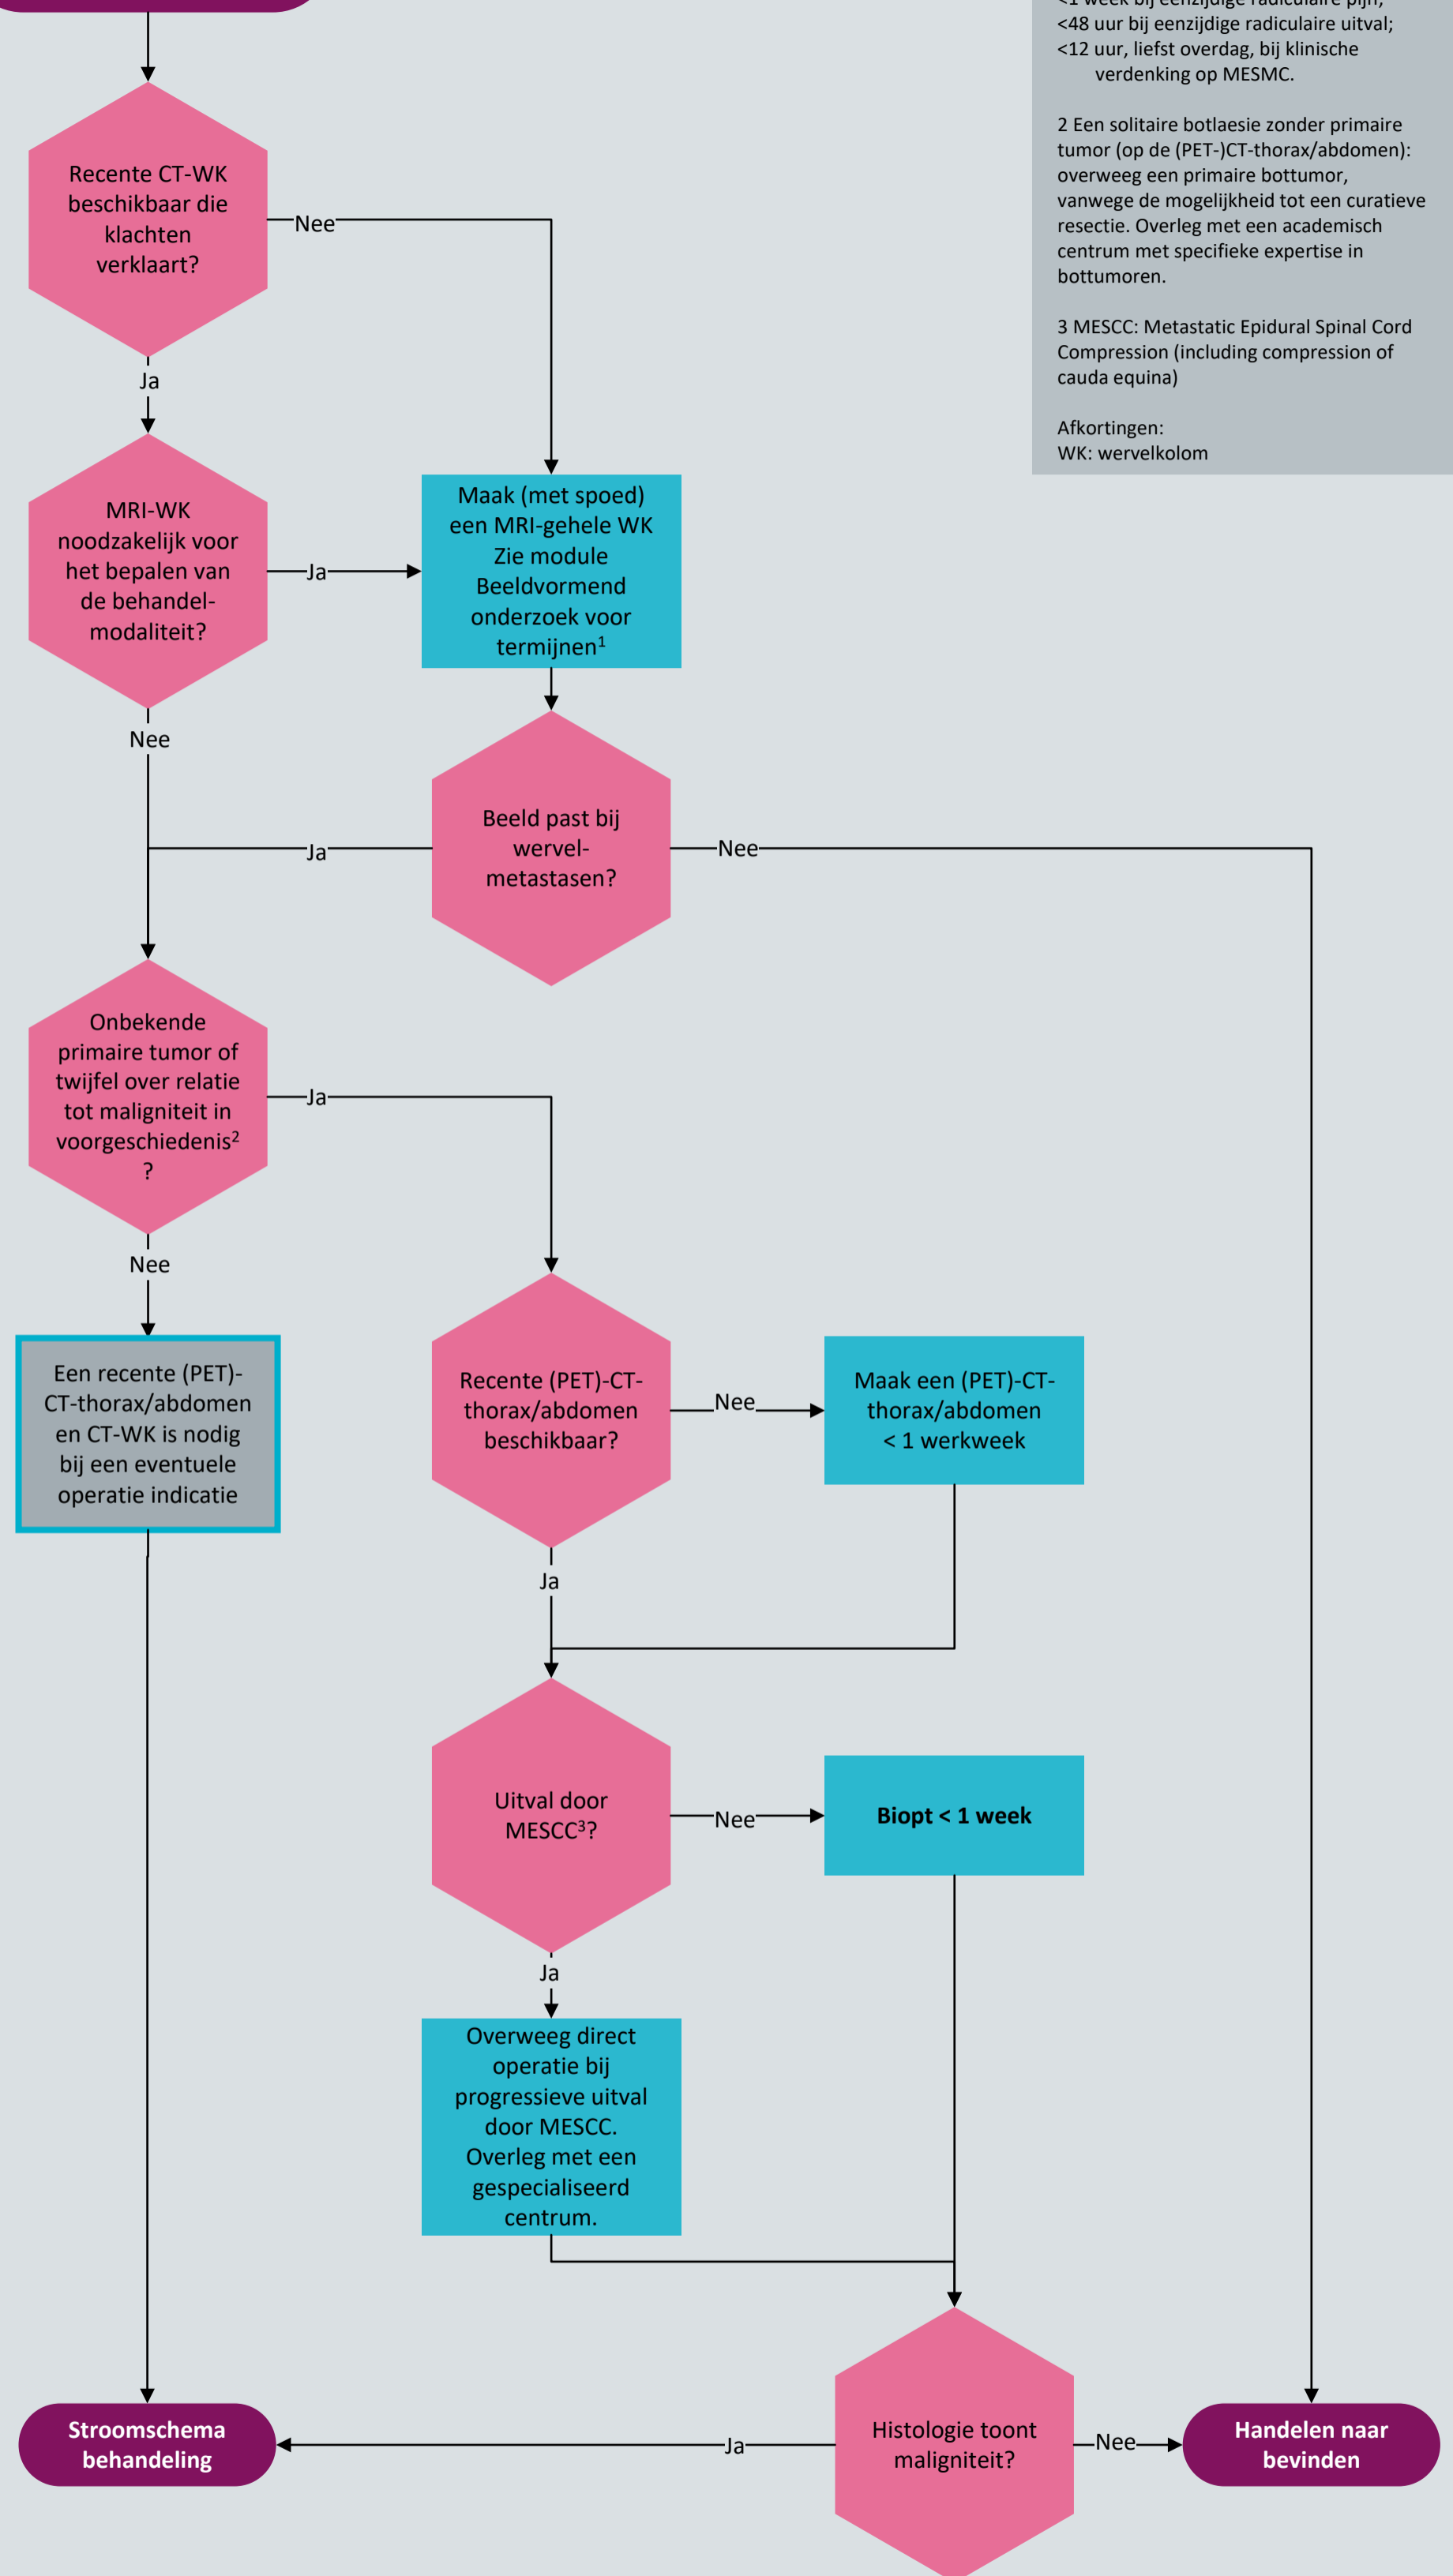 <1 week bij eenzijdige radiculaire pijn;
<48 uur bij eenzijdige radiculaire uitval;
<12 uur, liefst overdag, bij klinische
verdenking op MESMC.
2 Een solitaire botlaesie zonder primaire
tumor (op de (PET-)CT-thorax/abdomen):
overweeg een primaire bottumor,
vanwege de mogelijkheid tot een curatieve
resectie. Overleg met een academisch
centrum met specifieke expertise in
bottumoren.
3 MESCC: Metastatic Epidural Spinal Cord
Compression (including compression of
cauda equina)
Afkortingen:
WK: wervelkolom
Recente CT-WK
beschikbaar die
klachten
verklaart?
Nee
Ja
MRI-WK
noodzakelijk voor
het bepalen van
de behandel-
modaliteit?
Ja
Nee
Maak (met spoed)
een MRI-gehele WK
Zie module
Beeldvormend
onderzoek voor
termijnen1
Beeld past bij
wervel-
metastasen?
Ja
Nee
Onbekende
primaire tumor of
twijfel over relatie
tot maligniteit in
voorgeschiedenis2
?
Ja
Nee
Een recente (PET)-
CT-thorax/abdomen
en CT-WK is nodig
bij een eventuele
operatie indicatie
Recente (PET)-CT-
thorax/abdomen
beschikbaar?
Nee
Maak een (PET)-CT-
thorax/abdomen
< 1 werkweek
Ja
Uitval door
MESCC3?
Nee
Biopt < 1 week
Ja
Overweeg direct
operatie bij
progressieve uitval
door MESCC.
Overleg met een
gespecialiseerd
centrum.
Stroomschema
behandeling
Ja
Histologie toont
maligniteit?
Nee
Handelen naar
bevinden